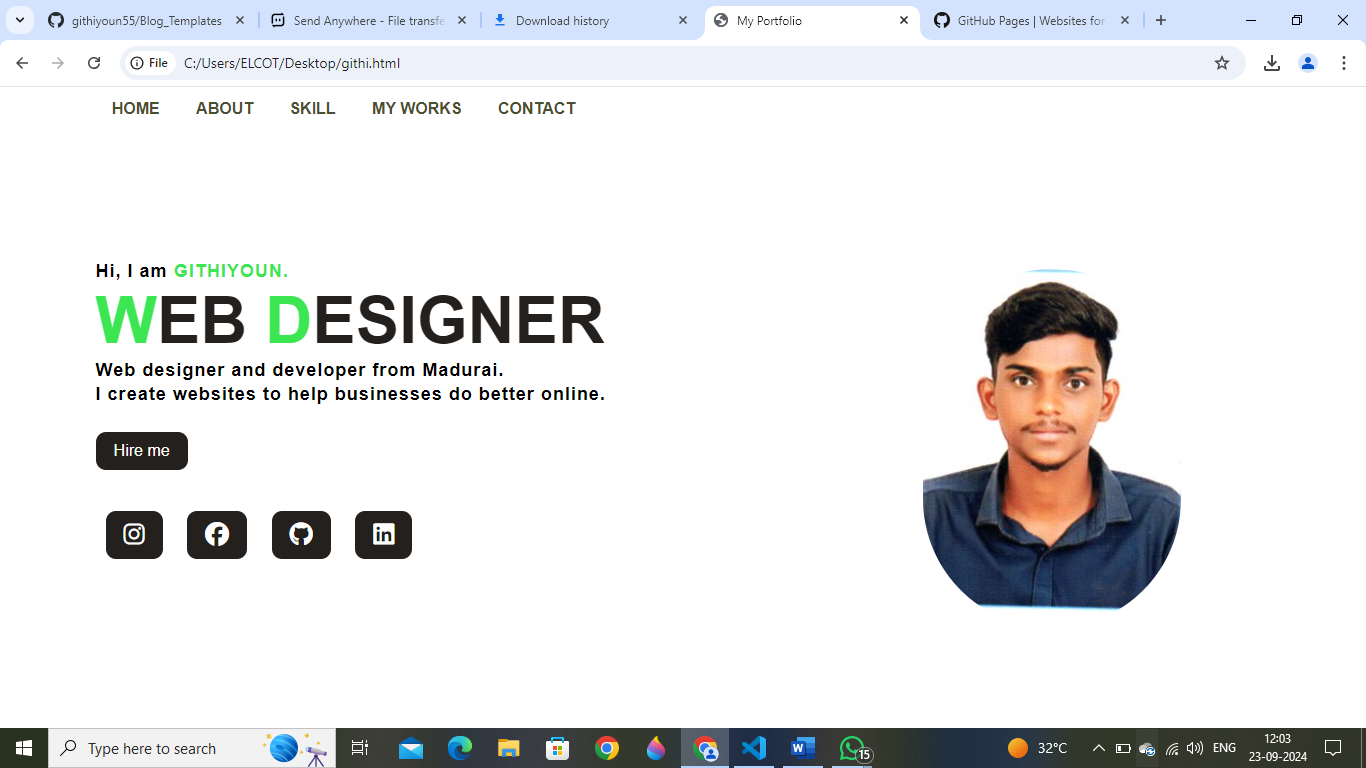 githiyoun55/Blog_Templates
Send Anywhere - File transfe
Download history
My Portfolio
GitHub Pages | Websites for
File
C:/Users/ELCOT/Desktop/githi.html
HOME ABOUT SKILL MY WORKS CONTACT
Hi, I am GITHIYOUN.
WEB DESIGNER
Web designer and developer from Madurai.
I create websites to help businesses do better online.
Hire me
Type here to search
15
32°C
ENG
12:03
23-09-2024